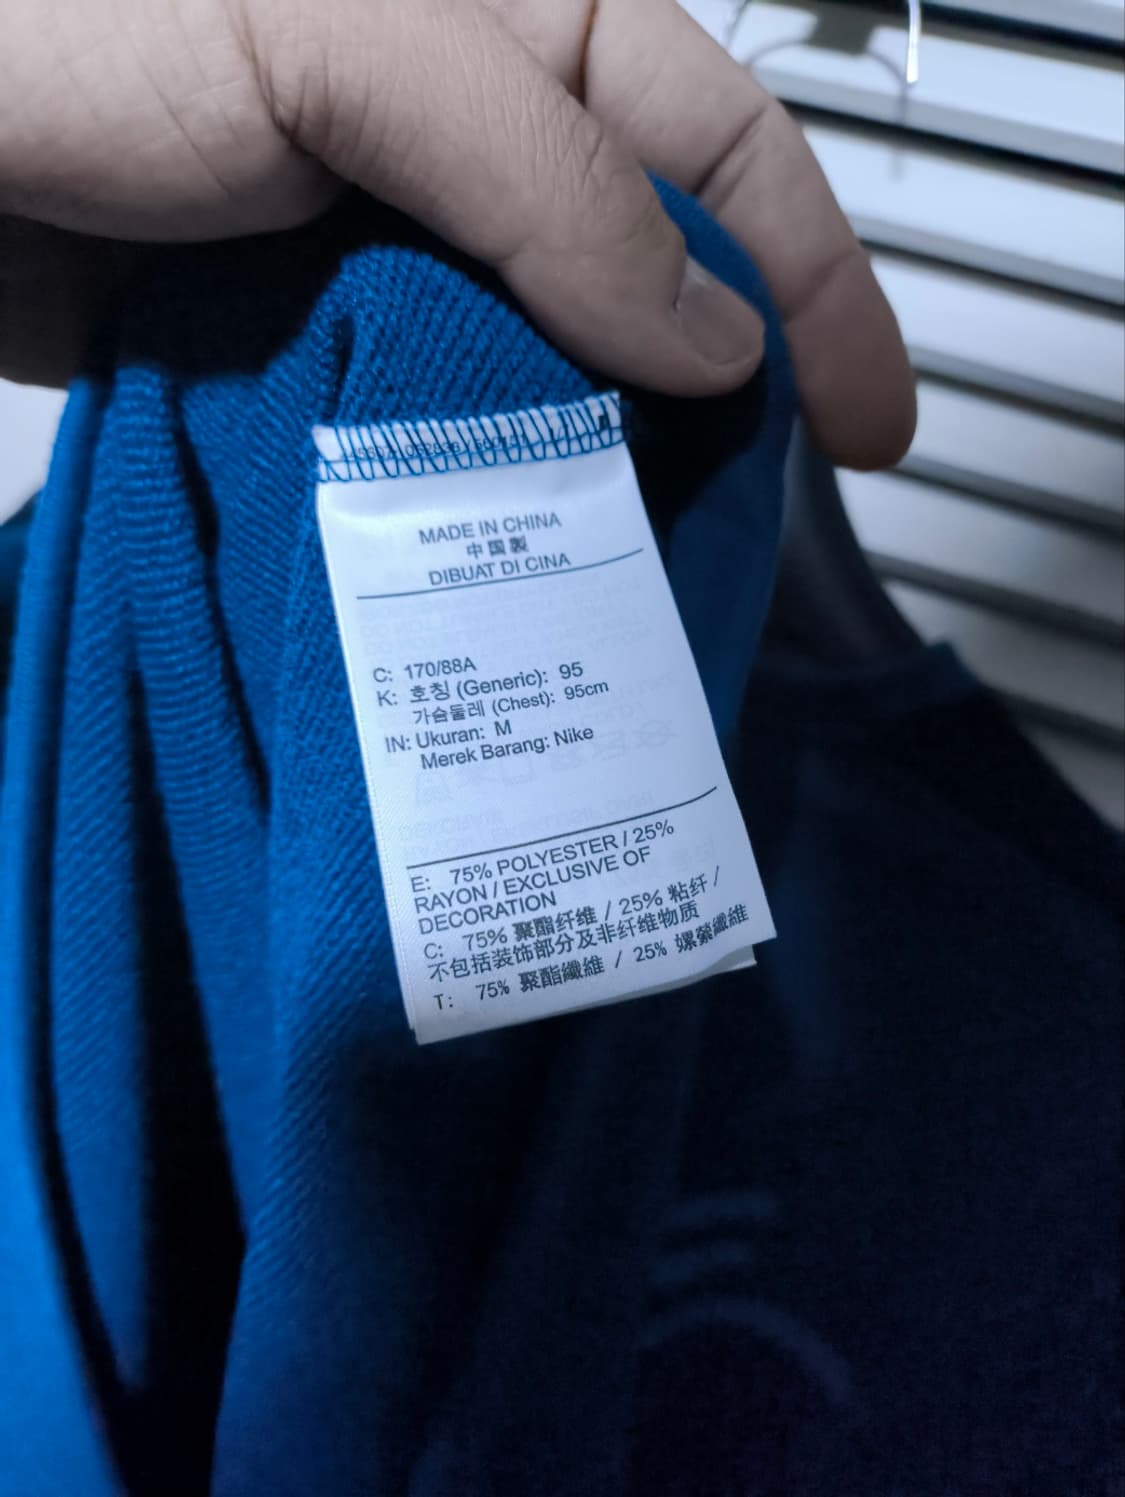 MADE IN CHINA
中国製
DIBUAT DI CINA
C: 170/88A
K: 호칭 (Generic): 95
가슴둘레 (Chest): 95cm
IN: Ukuran: M
Merek Barang: Nike
E: 75% POLYESTER / 25%
RAYON / EXCLUSIVE OF
DECORATION
C: 75% 聚酯纤维 / 25% 粘纤 /
不包括装饰部分及非纤维物质
T: 75% 聚酯纖維 / 25% 嫘縈纖維